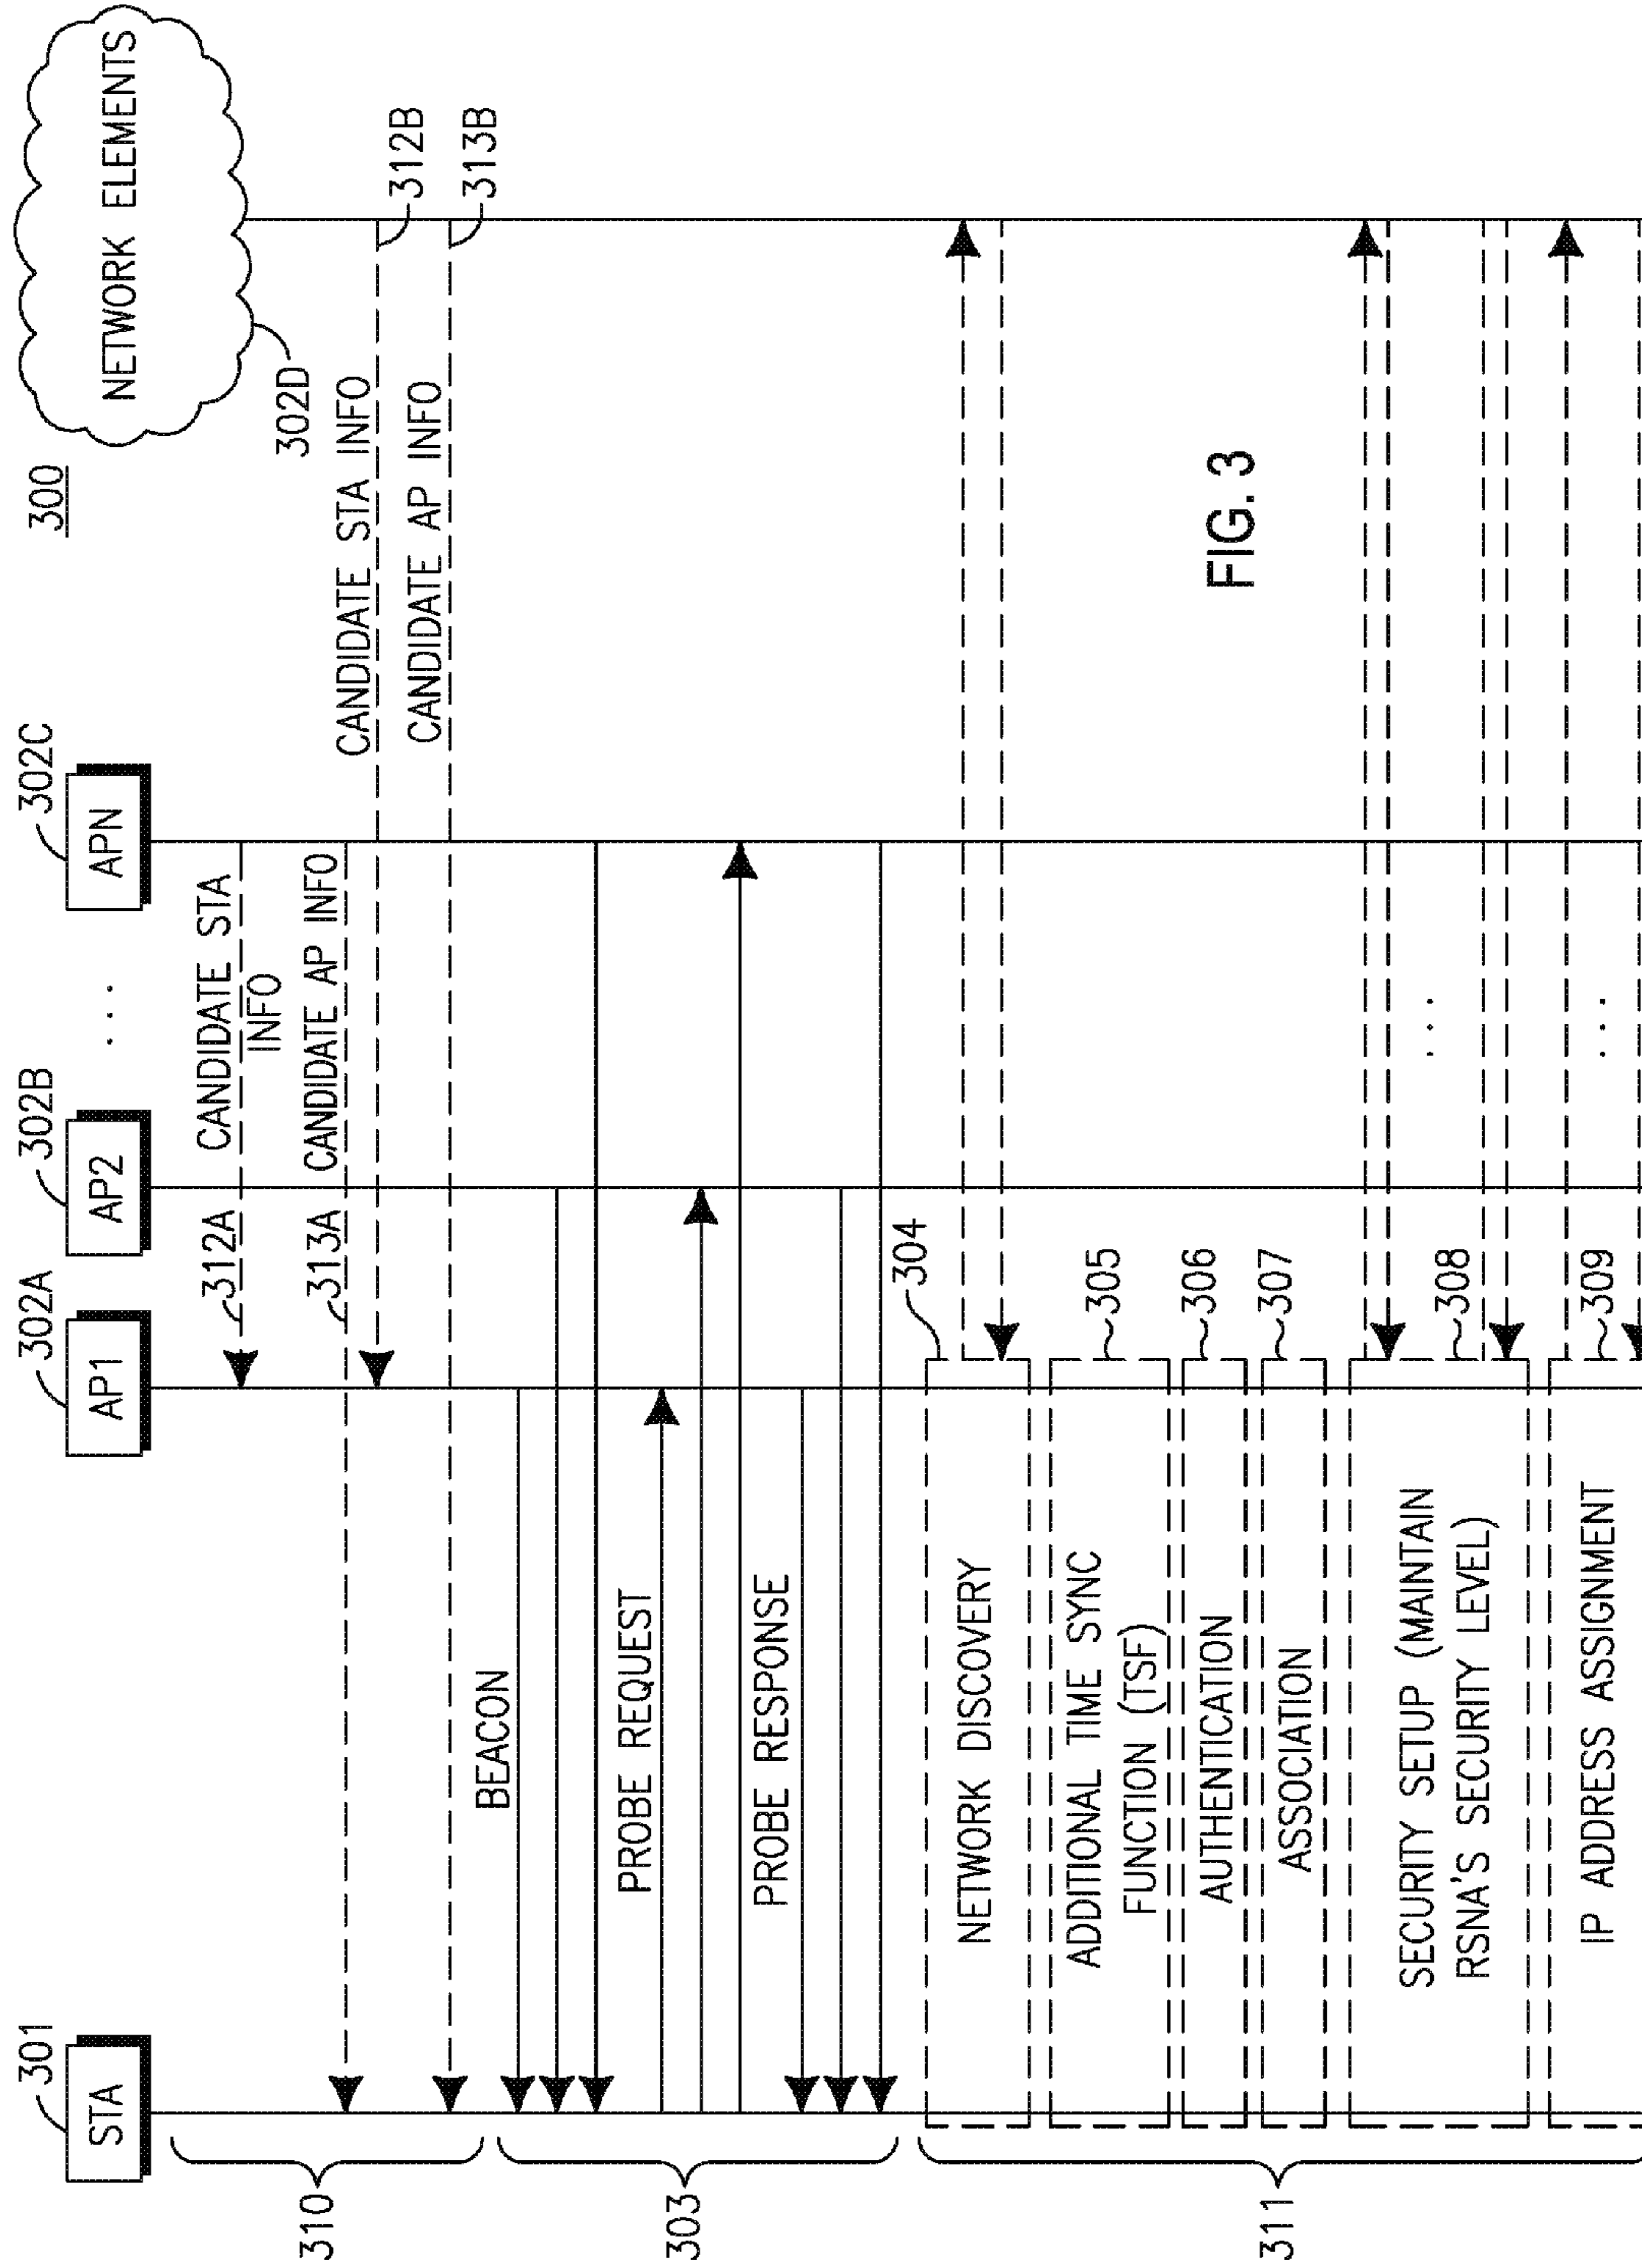 300
301
STA
302A
AP1
302B
AP2
. . .
302C
APN
NETWORK ELEMENTS
302D
310
312A
CANDIDATE STA
INFO
313A
CANDIDATE AP INFO
CANDIDATE STA INFO
312B
CANDIDATE AP INFO
313B
303
BEACON
PROBE REQUEST
PROBE RESPONSE
311
304
NETWORK DISCOVERY
305
ADDITIONAL TIME SYNC
FUNCTION (TSF)
306
AUTHENTICATION
307
ASSOCIATION
308
SECURITY SETUP (MAINTAIN
RSNA'S SECURITY LEVEL)
. . .
309
IP ADDRESS ASSIGNMENT
. . .
FIG. 3